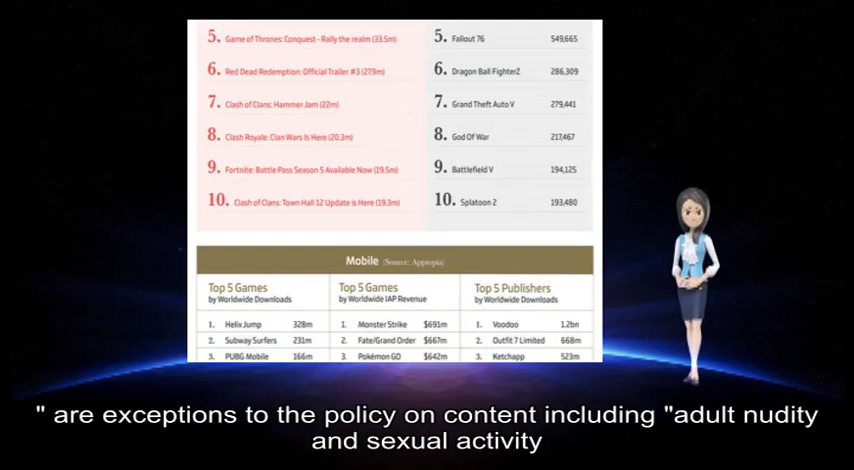 5. Game of Thrones: Conquest - Rally the realm (33.5m)
6. Red Dead Redemption: Official Trailer #3 (27.9m)
7. Clash of Clans: Hammer Jam (22m)
8. Clash Royale: Clan Wars Is Here (20.3m)
9. Fortnite: Battle Pass Season 5 Available Now (19.5m)
10. Clash of Clans: Town Hall 12 Update is Here (19.3m)
5. Fallout 76 549,665
6. Dragon Ball FighterZ 286,309
7. Grand Theft Auto V 279,441
8. God Of War 217,467
9. Battlefield V 194,125
10. Splatoon 2 193,480
Mobile (Source: Apptopia)
Top 5 Games
by Worldwide Downloads
1. Helix Jump 328m
2. Subway Surfers 231m
3. PUBG Mobile 166m
Top 5 Games
by Worldwide IAP Revenue
1. Monster Strike $691m
2. Fate/Grand Order $667m
3. Pokémon GO $642m
Top 5 Publishers
by Worldwide Downloads
1. Voodoo 1.2bn
2. Outfit 7 Limited 668m
3. Ketchapp 523m
" are exceptions to the policy on content including "adult nudity
and sexual activity